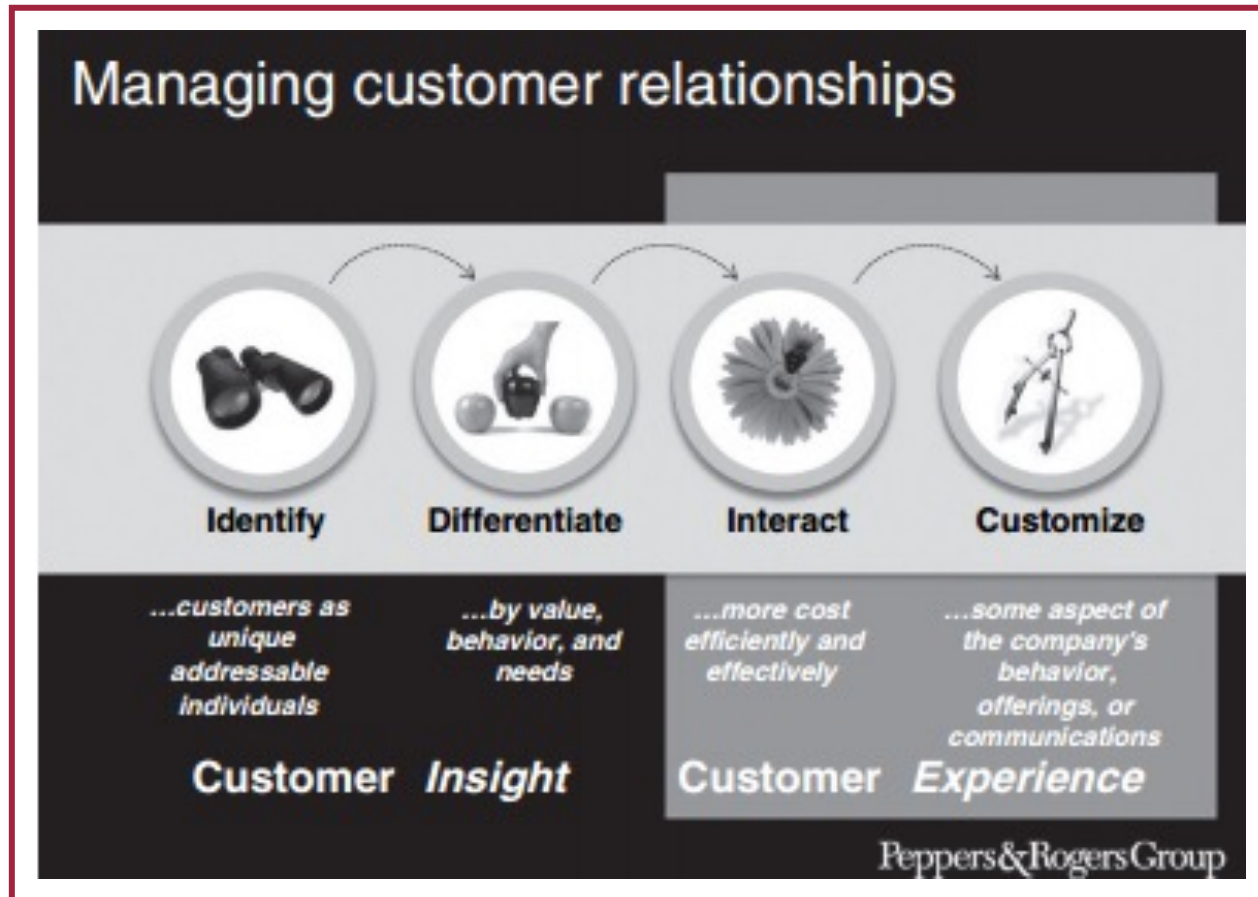 Managing customer relationships
Identify
Differentiate
Interact
Customize
...customers as
unique
addressable
individuals
...by value,
behavior, and
needs
...more cost
efficiently and
effectively
...some aspect of
the company's
behavior,
offerings, or
communications
Customer Insight
Customer Experience
Peppers&RogersGroup